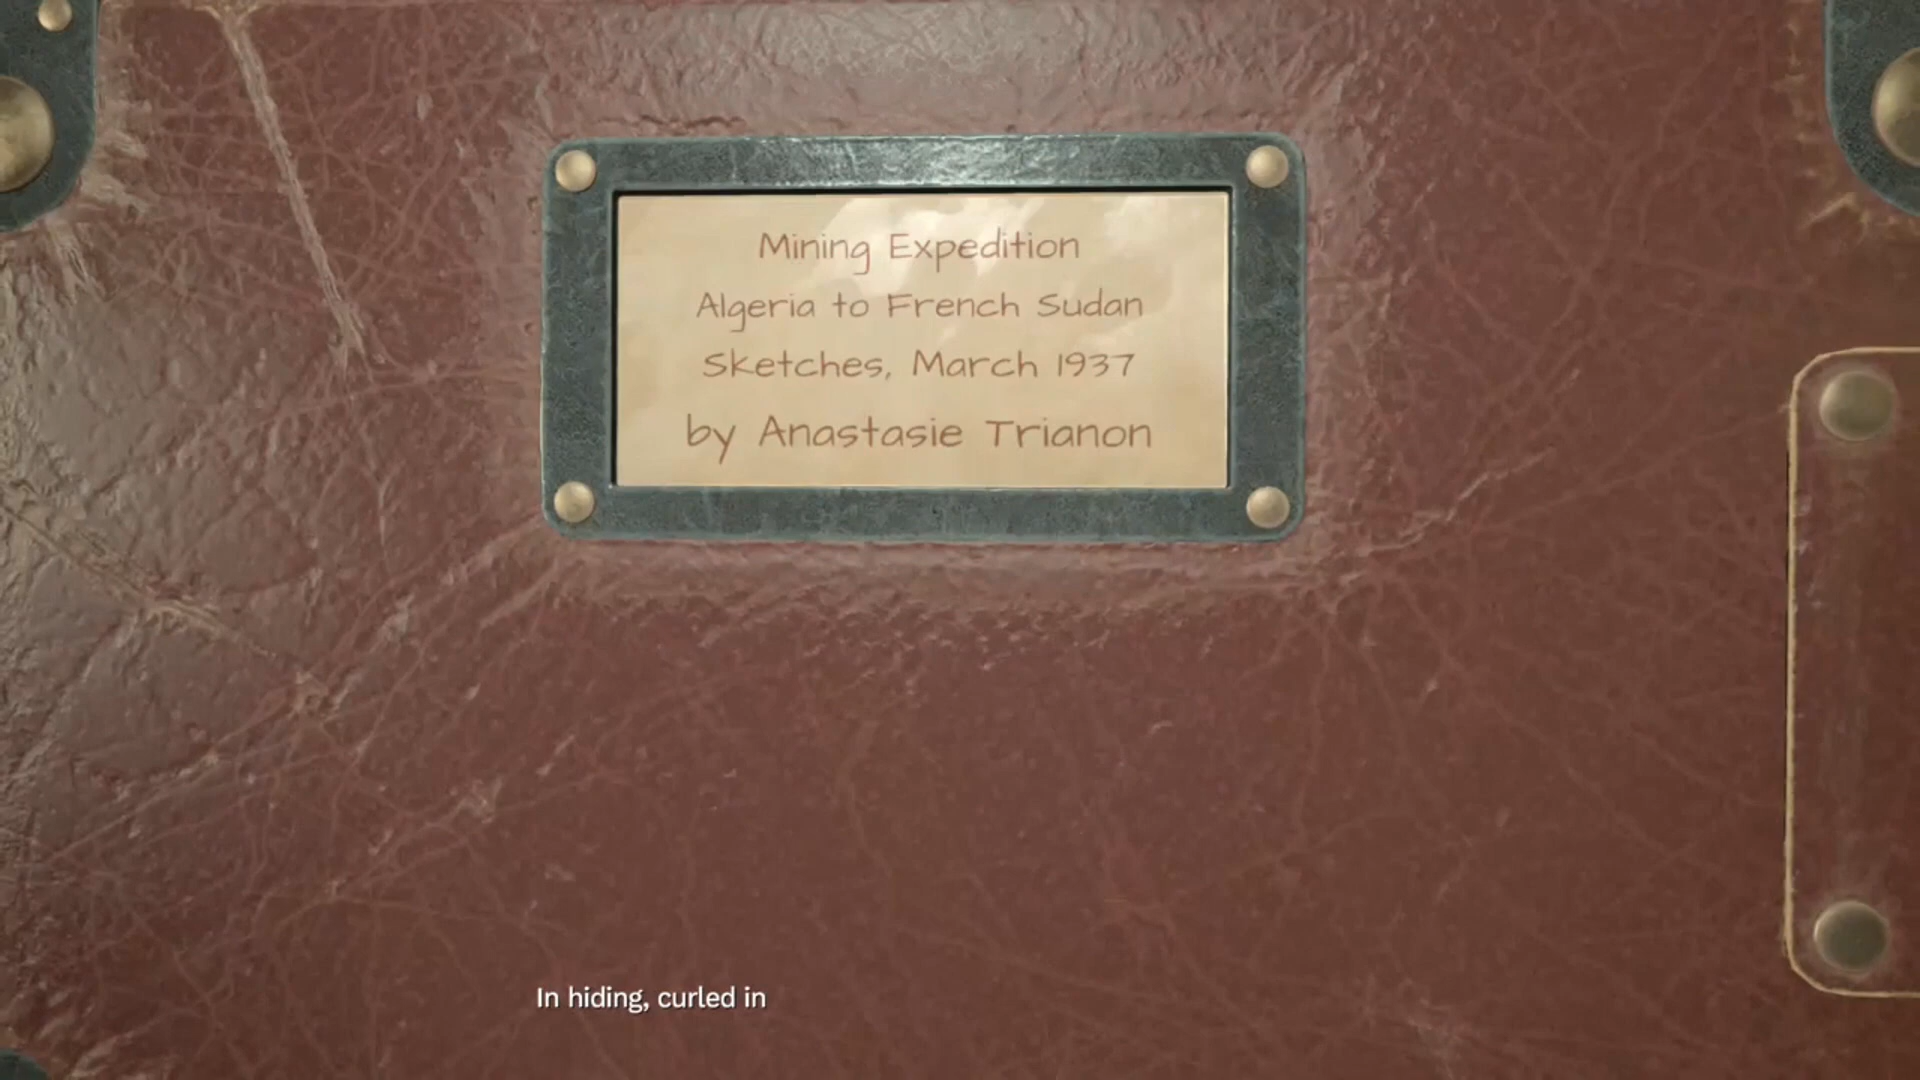 Mining Expedition
Algeria to French Sudan
Sketches, March 1937
by Anastasie Trianon
In hiding, curled in